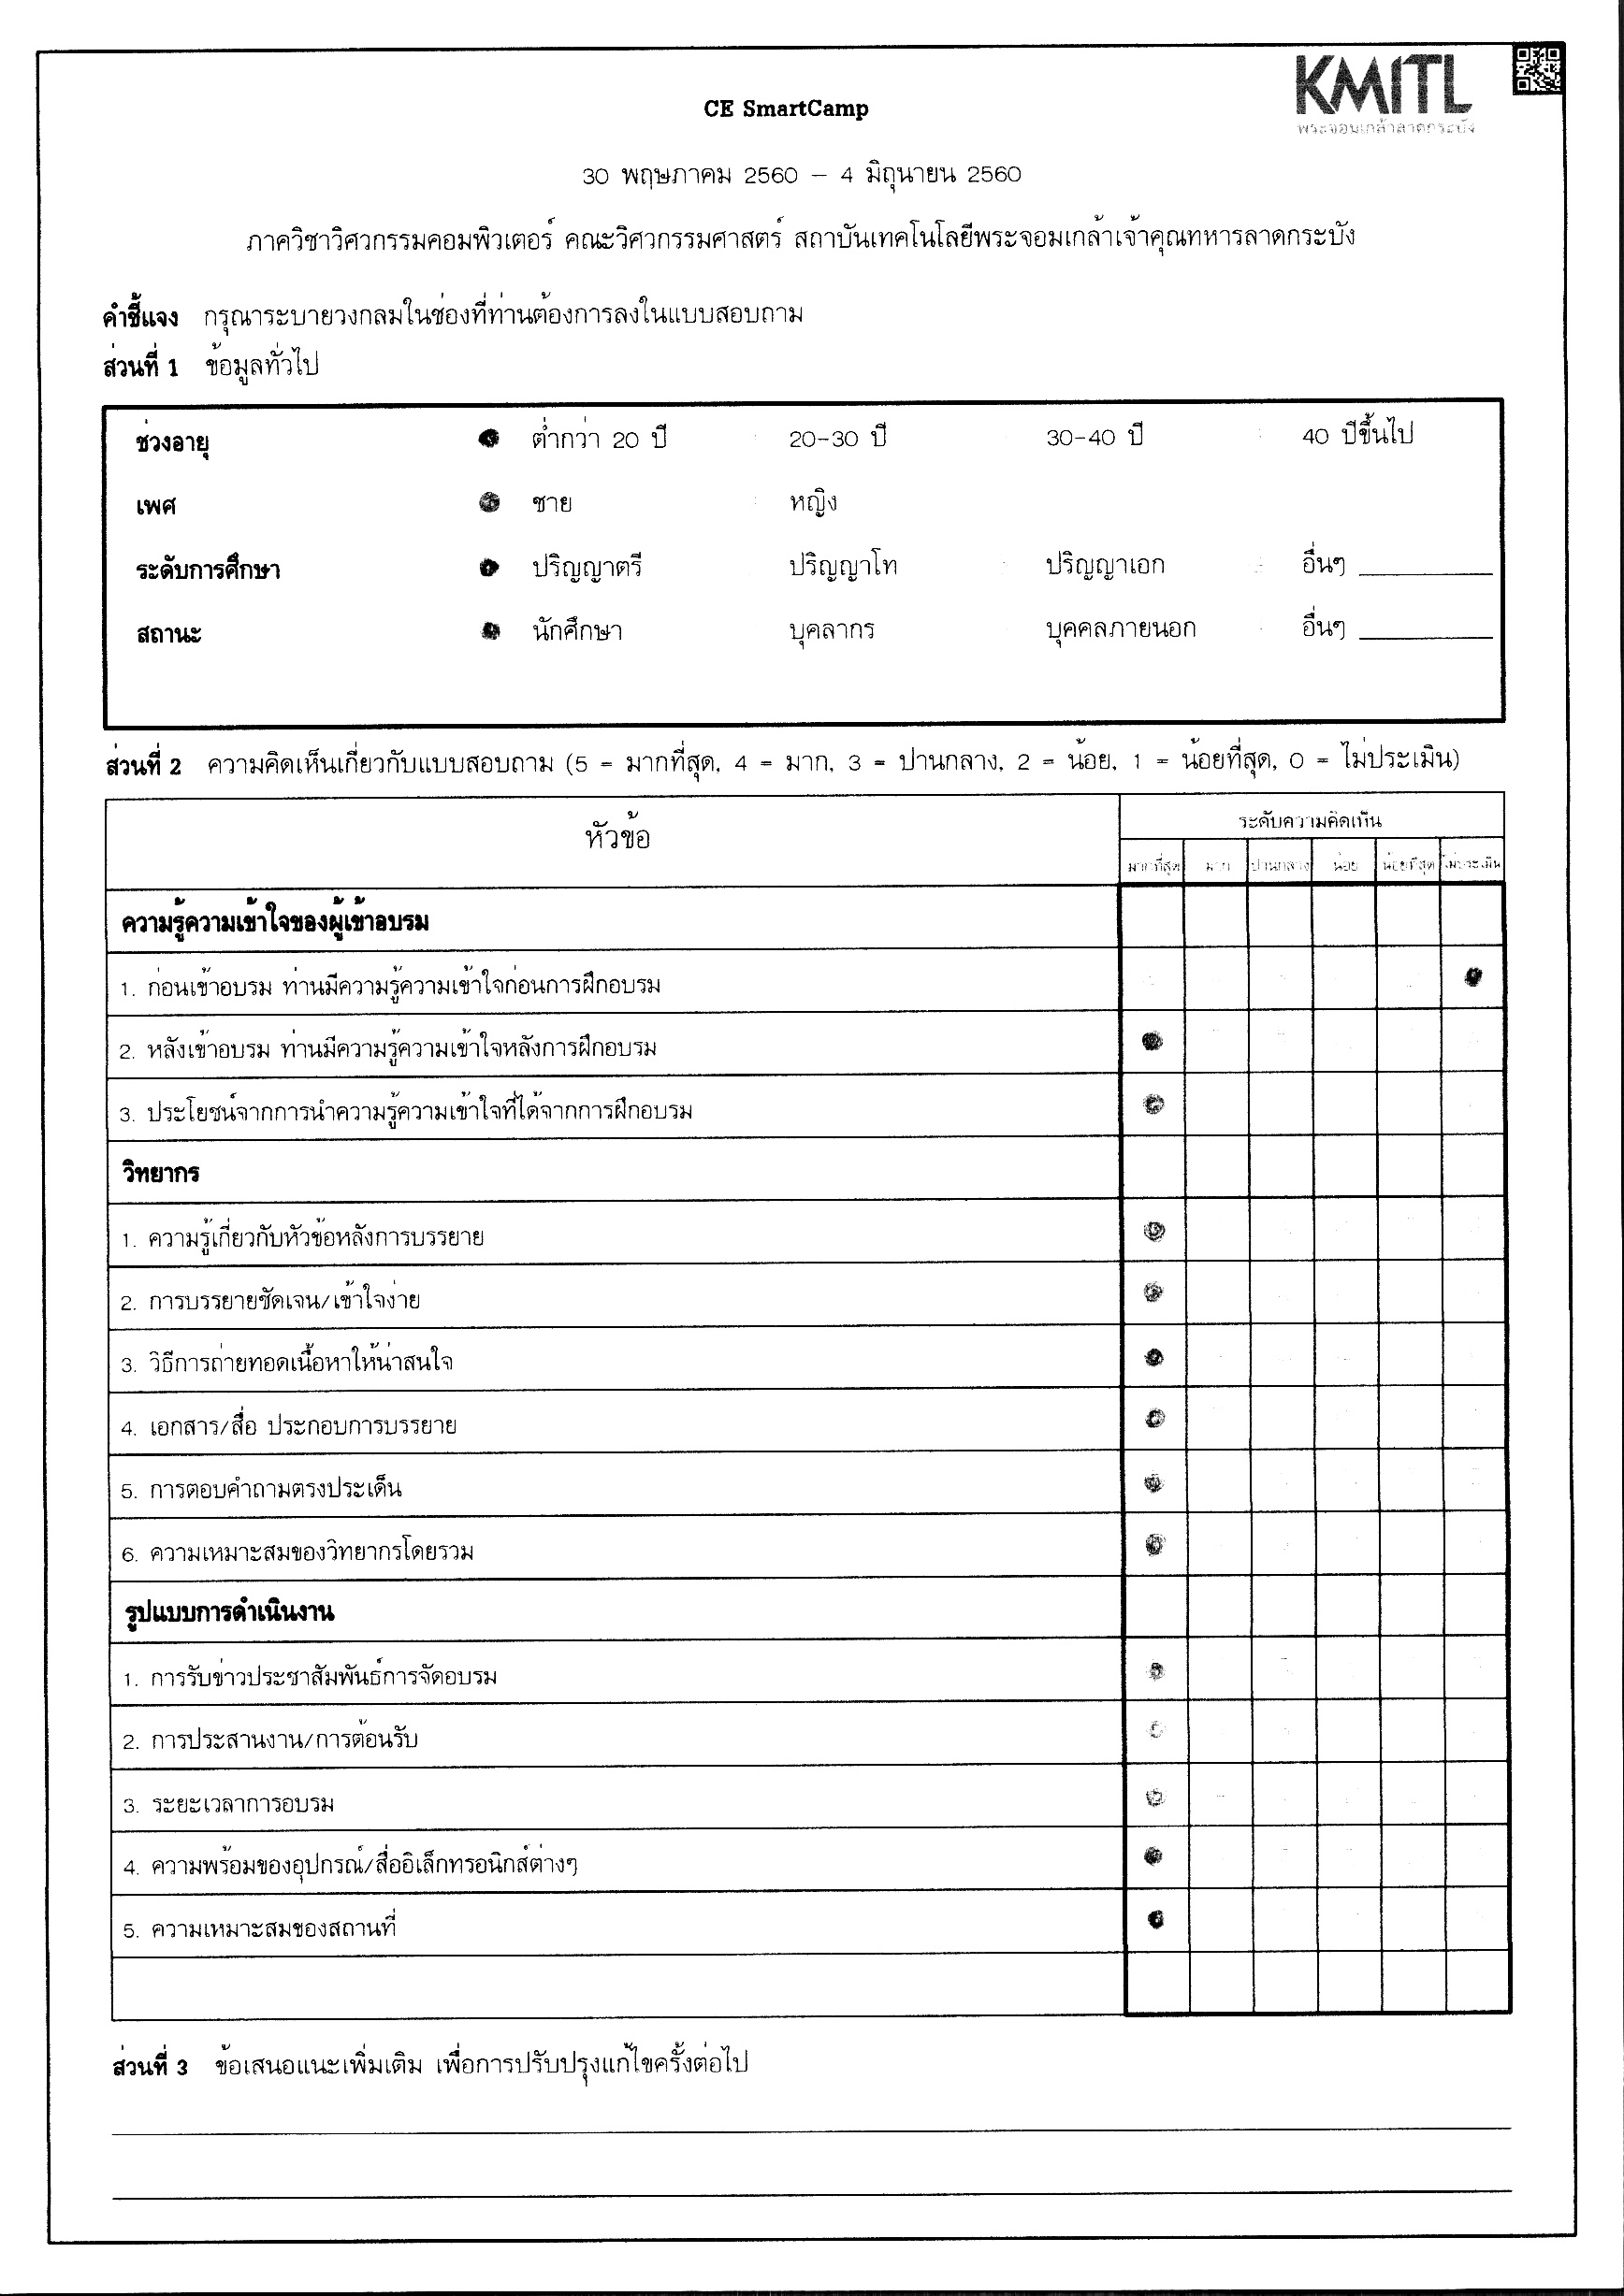 KMITL
พระจอมเกล้าลาดกระบัง
CE SmartCamp
30 พฤษภาคม 2560 – 4 มิถุนายน 2560
ภาควิชาวิศวกรรมคอมพิวเตอร์ คณะวิศวกรรมศาสตร์ สถาบันเทคโนโลยีพระจอมเกล้าเจ้าคุณทหารลาดกระบัง
คำชี้แจง กรุณาระบายวงกลมในช่องที่ท่านต้องการลงในแบบสอบถาม
ส่วนที่ 1 ข้อมูลทั่วไป
ช่วงอายุ ต่ำกว่า 20 ปี 20-30 ปี 30-40 ปี 40 ปีขึ้นไป
เพศ ชาย หญิง
ระดับการศึกษา ปริญญาตรี ปริญญาโท ปริญญาเอก อื่นๆ
สถานะ นักศึกษา บุคลากร บุคคลภายนอก อื่นๆ
ส่วนที่ 2 ความคิดเห็นเกี่ยวกับแบบสอบถาม (5 = มากที่สุด, 4 = มาก, 3 = ปานกลาง, 2 = น้อย, 1 = น้อยที่สุด, 0 = ไม่ประเมิน)
หัวข้อ ระดับความคิดเห็น
มากที่สุด มาก ปานกลาง น้อย น้อยที่สุด ไม่ประเมิน
ความรู้ความเข้าใจของผู้เข้าอบรม
1. ก่อนเข้าอบรม ท่านมีความรู้ความเข้าใจก่อนการฝึกอบรม
2. หลังเข้าอบรม ท่านมีความรู้ความเข้าใจหลังการฝึกอบรม
3. ประโยชน์จากการนำความรู้ความเข้าใจที่ได้จากการฝึกอบรม
วิทยากร
1. ความรู้เกี่ยวกับหัวข้อหลังการบรรยาย
2. การบรรยายชัดเจน/เข้าใจง่าย
3. วิธีการถ่ายทอดเนื้อหาให้น่าสนใจ
4. เอกสาร/สื่อ ประกอบการบรรยาย
5. การตอบคำถามตรงประเด็น
6. ความเหมาะสมของวิทยากรโดยรวม
รูปแบบการดำเนินงาน
1. การรับข่าวประชาสัมพันธ์การจัดอบรม
2. การประสานงาน/การต้อนรับ
3. ระยะเวลาการอบรม
4. ความพร้อมของอุปกรณ์/สื่ออิเล็กทรอนิกส์ต่างๆ
5. ความเหมาะสมของสถานที่
ส่วนที่ 3 ข้อเสนอแนะเพิ่มเติม เพื่อการปรับปรุงแก้ไขครั้งต่อไป